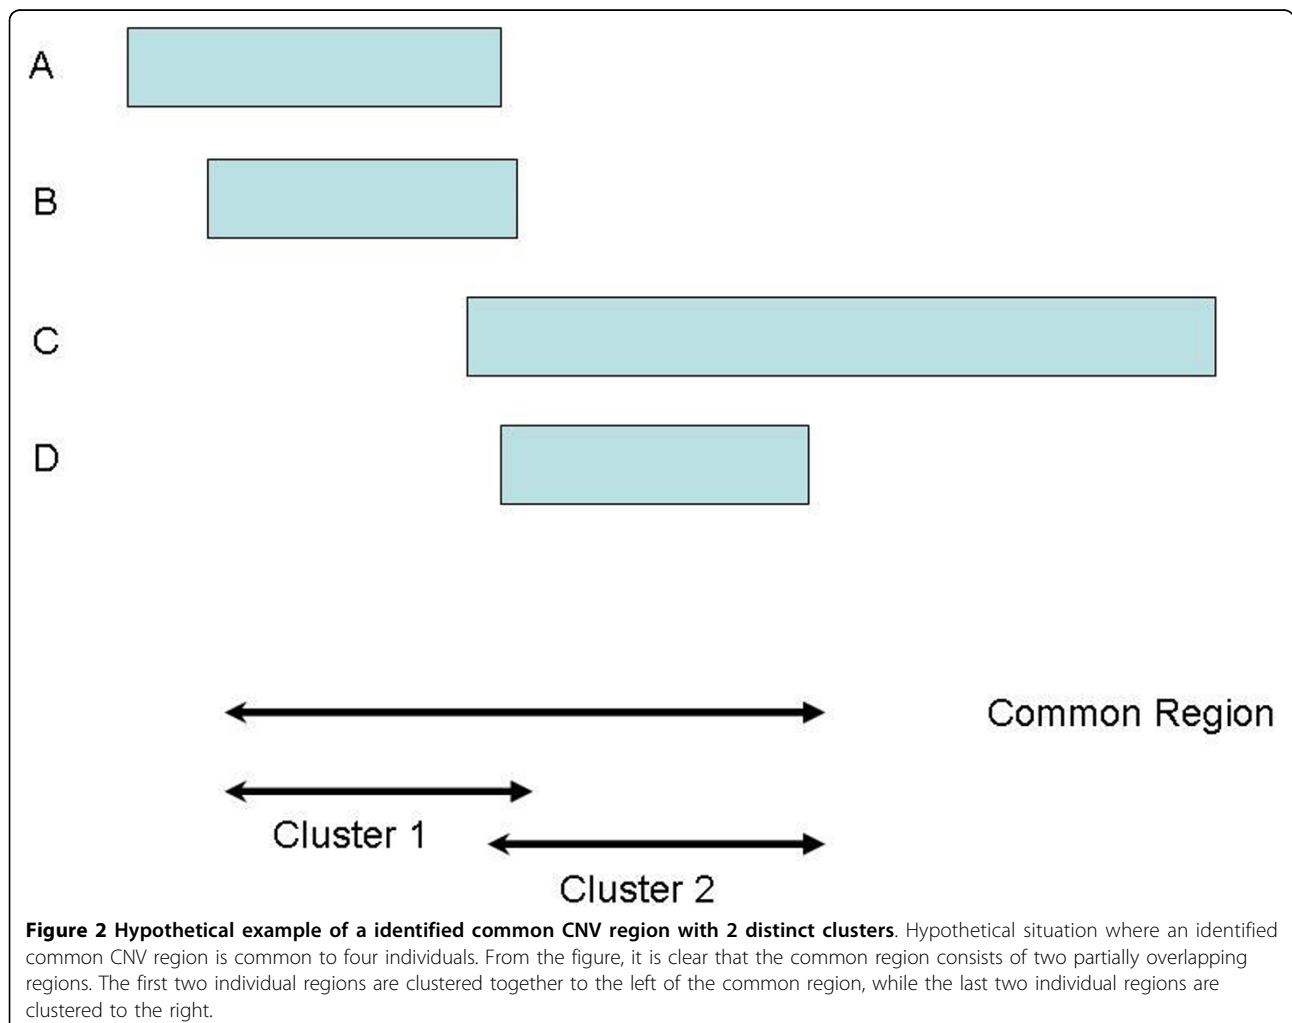 A
B
C
D
Common Region
Cluster 1
Cluster 2
Figure 2 Hypothetical example of a identified common CNV region with 2 distinct clusters. Hypothetical situation where an identified
common CNV region is common to four individuals. From the figure, it is clear that the common region consists of two partially overlapping
regions. The first two individual regions are clustered together to the left of the common region, while the last two individual regions are
clustered to the right.